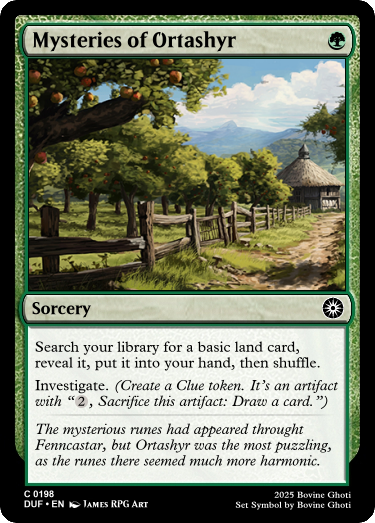 Mysteries of Ortashyr
Sorcery
Search your library for a basic land card,
reveal it, put it into your hand, then shuffle.
Investigate. (Create a Clue token. It's an artifact
with “2, Sacrifice this artifact: Draw a card.”)
The mysterious runes had appeared throught
Fenncastar, but Ortashyr was the most puzzling,
as the runes there seemed much more harmonic.
C 0198
DUF • EN JAMES RPG ART
2025 Bovine Ghoti
Set Symbol by Bovine Ghoti